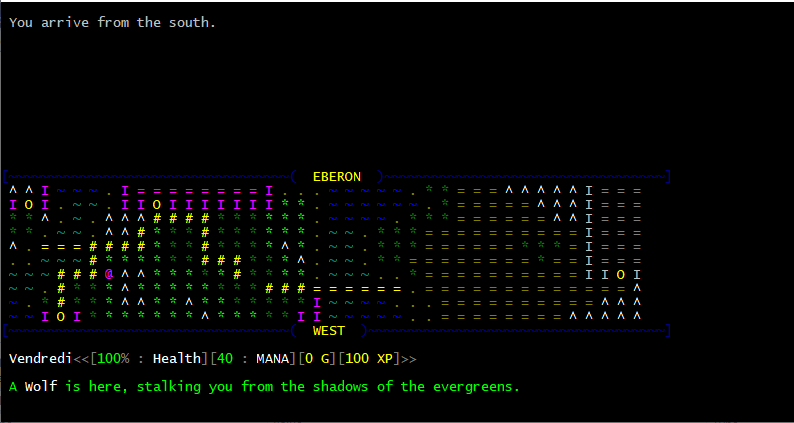 You arrive from the south.
[~~~~~~~~~~~~~~~~~~~~~~~~~~~~~~~~~~~( EBERON )~~~~~~~~~~~~~~~~~~~~~~~~~~~~~~~~~~~]
^ ^ I ~ ~ ~ . I = = = = = = = = I . . . ~ ~ ~ ~ ~ . * * = = = ^ ^ ^ ^ ^ I = = =
I O I . ~ ~ . I I O I I I I I I I * * . ~ ~ ~ ~ ~ ~ . * = = = = = ^ ^ ^ I = = =
* * ^ . ~ . ^ ^ ^ # # # # * * * * * * . ~ ~ ~ ~ ~ . * * = = = = = = ^ ^ I = = =
* * . ~ . . ^ ^ # * * * # * * * * * * . ~ ~ . * * * = = = = = = = = = = I = = =
^ . = = = # # # # * * * # * * * * ^ * . ~ ~ . * * * = = = = = = * * * * I = = =
. . ~ ~ ~ # * * * * * * # # # * * * ^ . ~ ~ . * * * = = = = = = = = * = I = = =
~ ~ ~ # # # @ ^ ^ * * * * * # * * * * . ~ ~ ~ . . * = = = = = = = = = = I I O I
~ ~ . # * * * ^ * * * * * * * * # # # = = = = = = . = = = = = = = = = = = = = ^
~ . * # * * * ^ ^ * * ^ * * * * * * * I ~ ~ ~ ~ . . . = = = = = = = = = = ^ ^ ^
~ ~ I O I * * * * * * * ^ * * * * * I I ~ ~ ~ ~ ~ . . = = = = = = = = ^ ^ ^ ^ ^
[~~~~~~~~~~~~~~~~~~~~~~~~~~~~~~~~~~~( WEST )~~~~~~~~~~~~~~~~~~~~~~~~~~~~~~~~~~~~~]
Vendredi<<[100% : Health][40 : MANA][0 G][100 XP]>>
A Wolf is here, stalking you from the shadows of the evergreens.